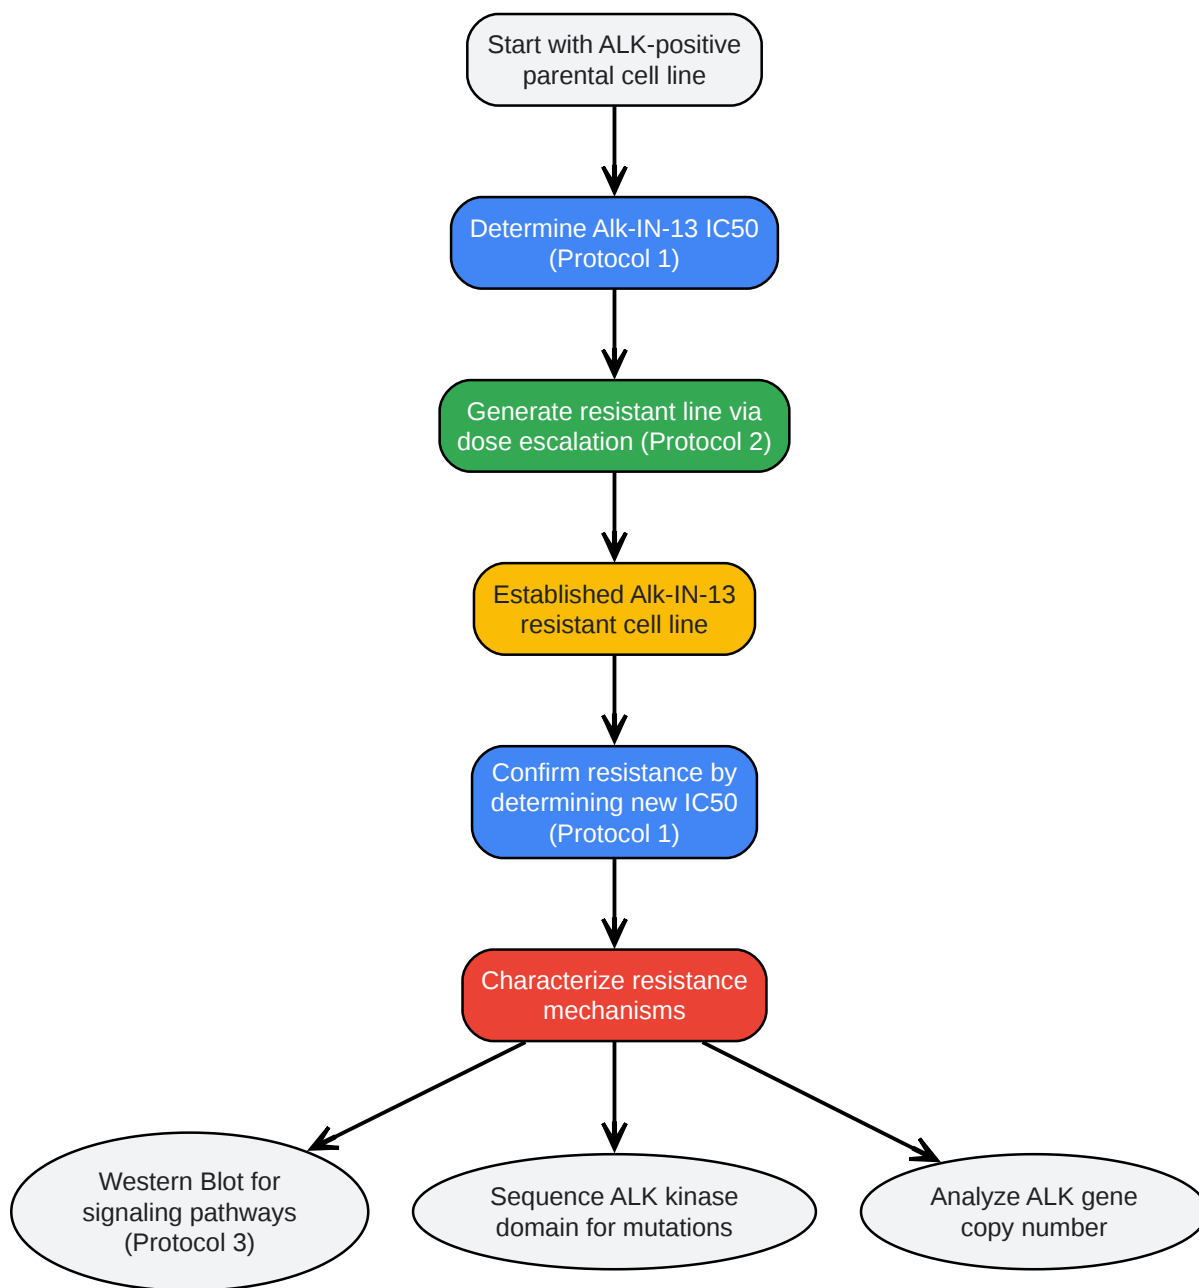 Start with ALK-positive
parental cell line
Determine Alk-IN-13 IC50
(Protocol 1)
Generate resistant line via
dose escalation (Protocol 2)
Established Alk-IN-13
resistant cell line
Confirm resistance by
determining new IC50
(Protocol 1)
Characterize resistance
mechanisms
Western Blot for
signaling pathways
(Protocol 3)
Sequence ALK kinase
domain for mutations
Analyze ALK gene
copy number